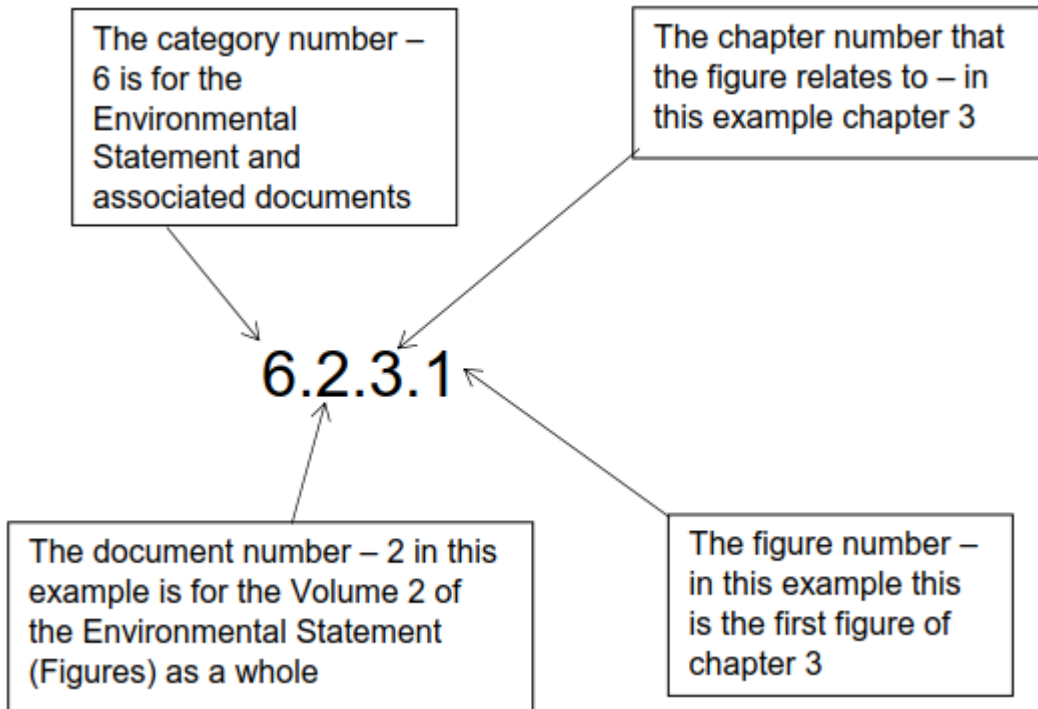 The category number –
6 is for the
Environmental
Statement and
associated documents
The chapter number that
the figure relates to – in
this example chapter 3
6.2.3.1
The document number – 2 in this
example is for the Volume 2 of
the Environmental Statement
(Figures) as a whole
The figure number –
in this example this
is the first figure of
chapter 3